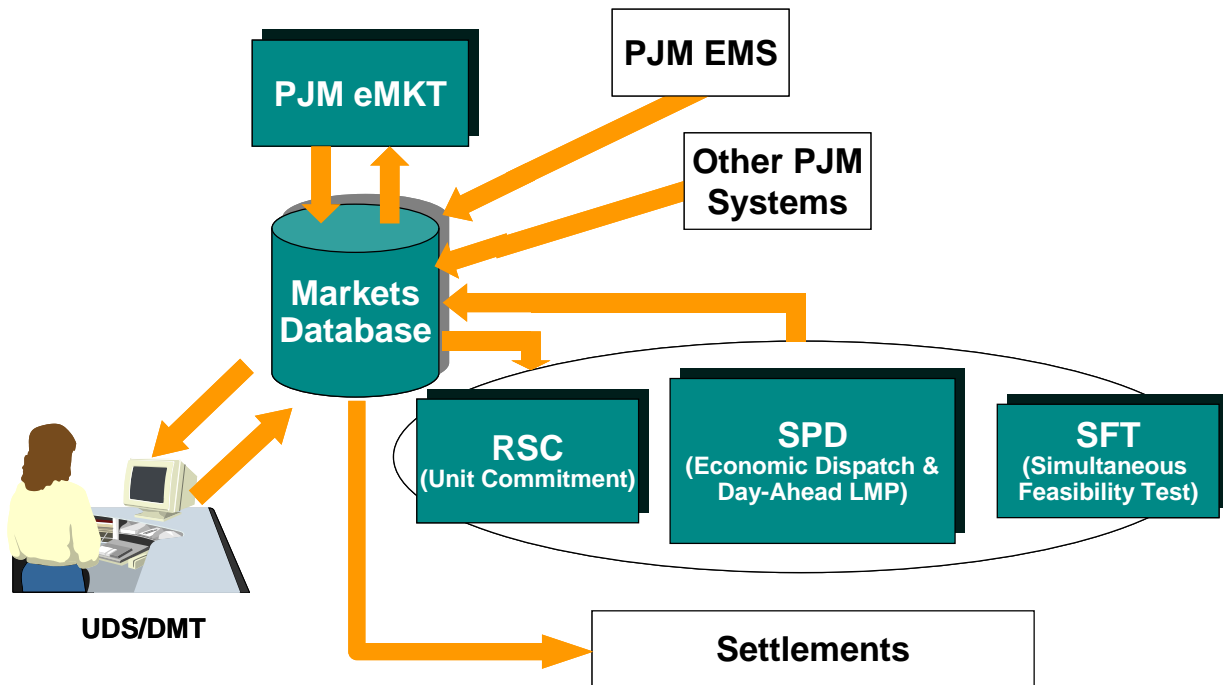 PJM eMKT
PJM EMS
Other PJM
Systems
Markets
Database
RSC
(Unit Commitment)
SPD
(Economic Dispatch &
Day-Ahead LMP)
SFT
(Simultaneous
Feasibility Test)
UDS/DMT
Settlements